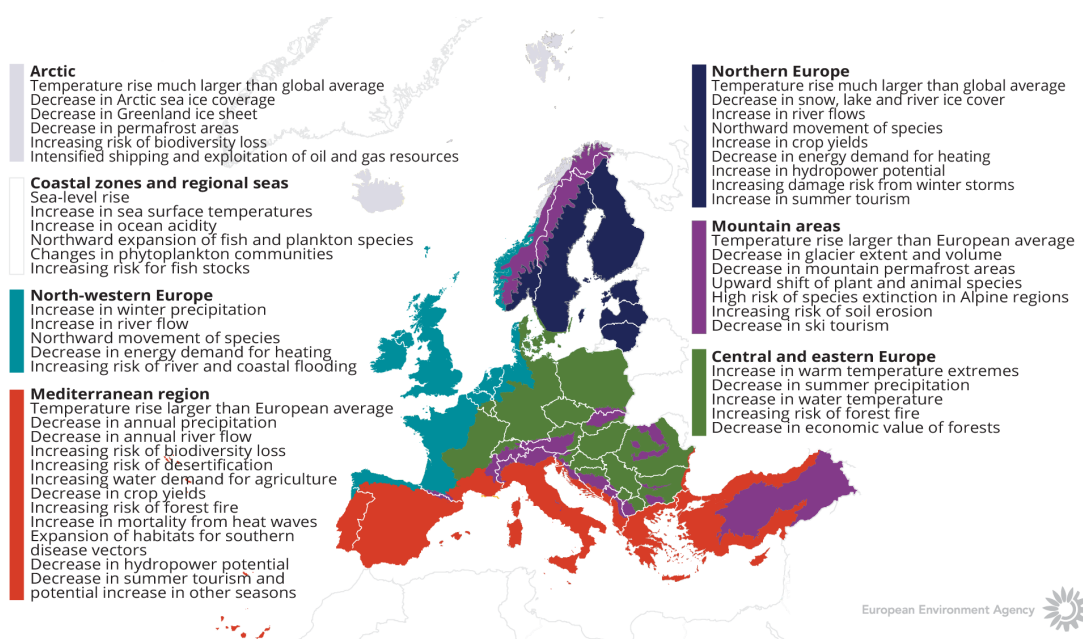 Arctic
Temperature rise much larger than global average
Decrease in Arctic sea ice coverage
Decrease in Greenland ice sheet
Decrease in permafrost areas
Increasing risk of biodiversity loss
Intensified shipping and exploitation of oil and gas resources
Coastal zones and regional seas
Sea-level rise
Increase in sea surface temperatures
Increase in ocean acidity
Northward expansion of fish and plankton species
Changes in phytoplankton communities
Increasing risk for fish stocks
North-western Europe
Increase in winter precipitation
Increase in river flow
Northward movement of species
Decrease in energy demand for heating
Increasing risk of river and coastal flooding
Mediterranean region
Temperature rise larger than European average
Decrease in annual precipitation
Decrease in annual river flow
Increasing risk of biodiversity loss
Increasing risk of desertification
Increasing water demand for agriculture
Decrease in crop yields
Increasing risk of forest fire
Increase in mortality from heat waves
Expansion of habitats for southern
disease vectors
Decrease in hydropower potential
Decrease in summer tourism and
potential increase in other seasons
Northern Europe
Temperature rise much larger than global average
Decrease in snow, lake and river ice cover
Increase in river flows
Northward movement of species
Increase in crop yields
Decrease in energy demand for heating
Increase in hydropower potential
Increasing damage risk from winter storms
Increase in summer tourism
Mountain areas
Temperature rise larger than European average
Decrease in glacier extent and volume
Decrease in mountain permafrost areas
Upward shift of plant and animal species
High risk of species extinction in Alpine regions
Increasing risk of soil erosion
Decrease in ski tourism
Central and eastern Europe
Increase in warm temperature extremes
Decrease in summer precipitation
Increase in water temperature
Increasing risk of forest fire
Decrease in economic value of forests
European Environment Agency